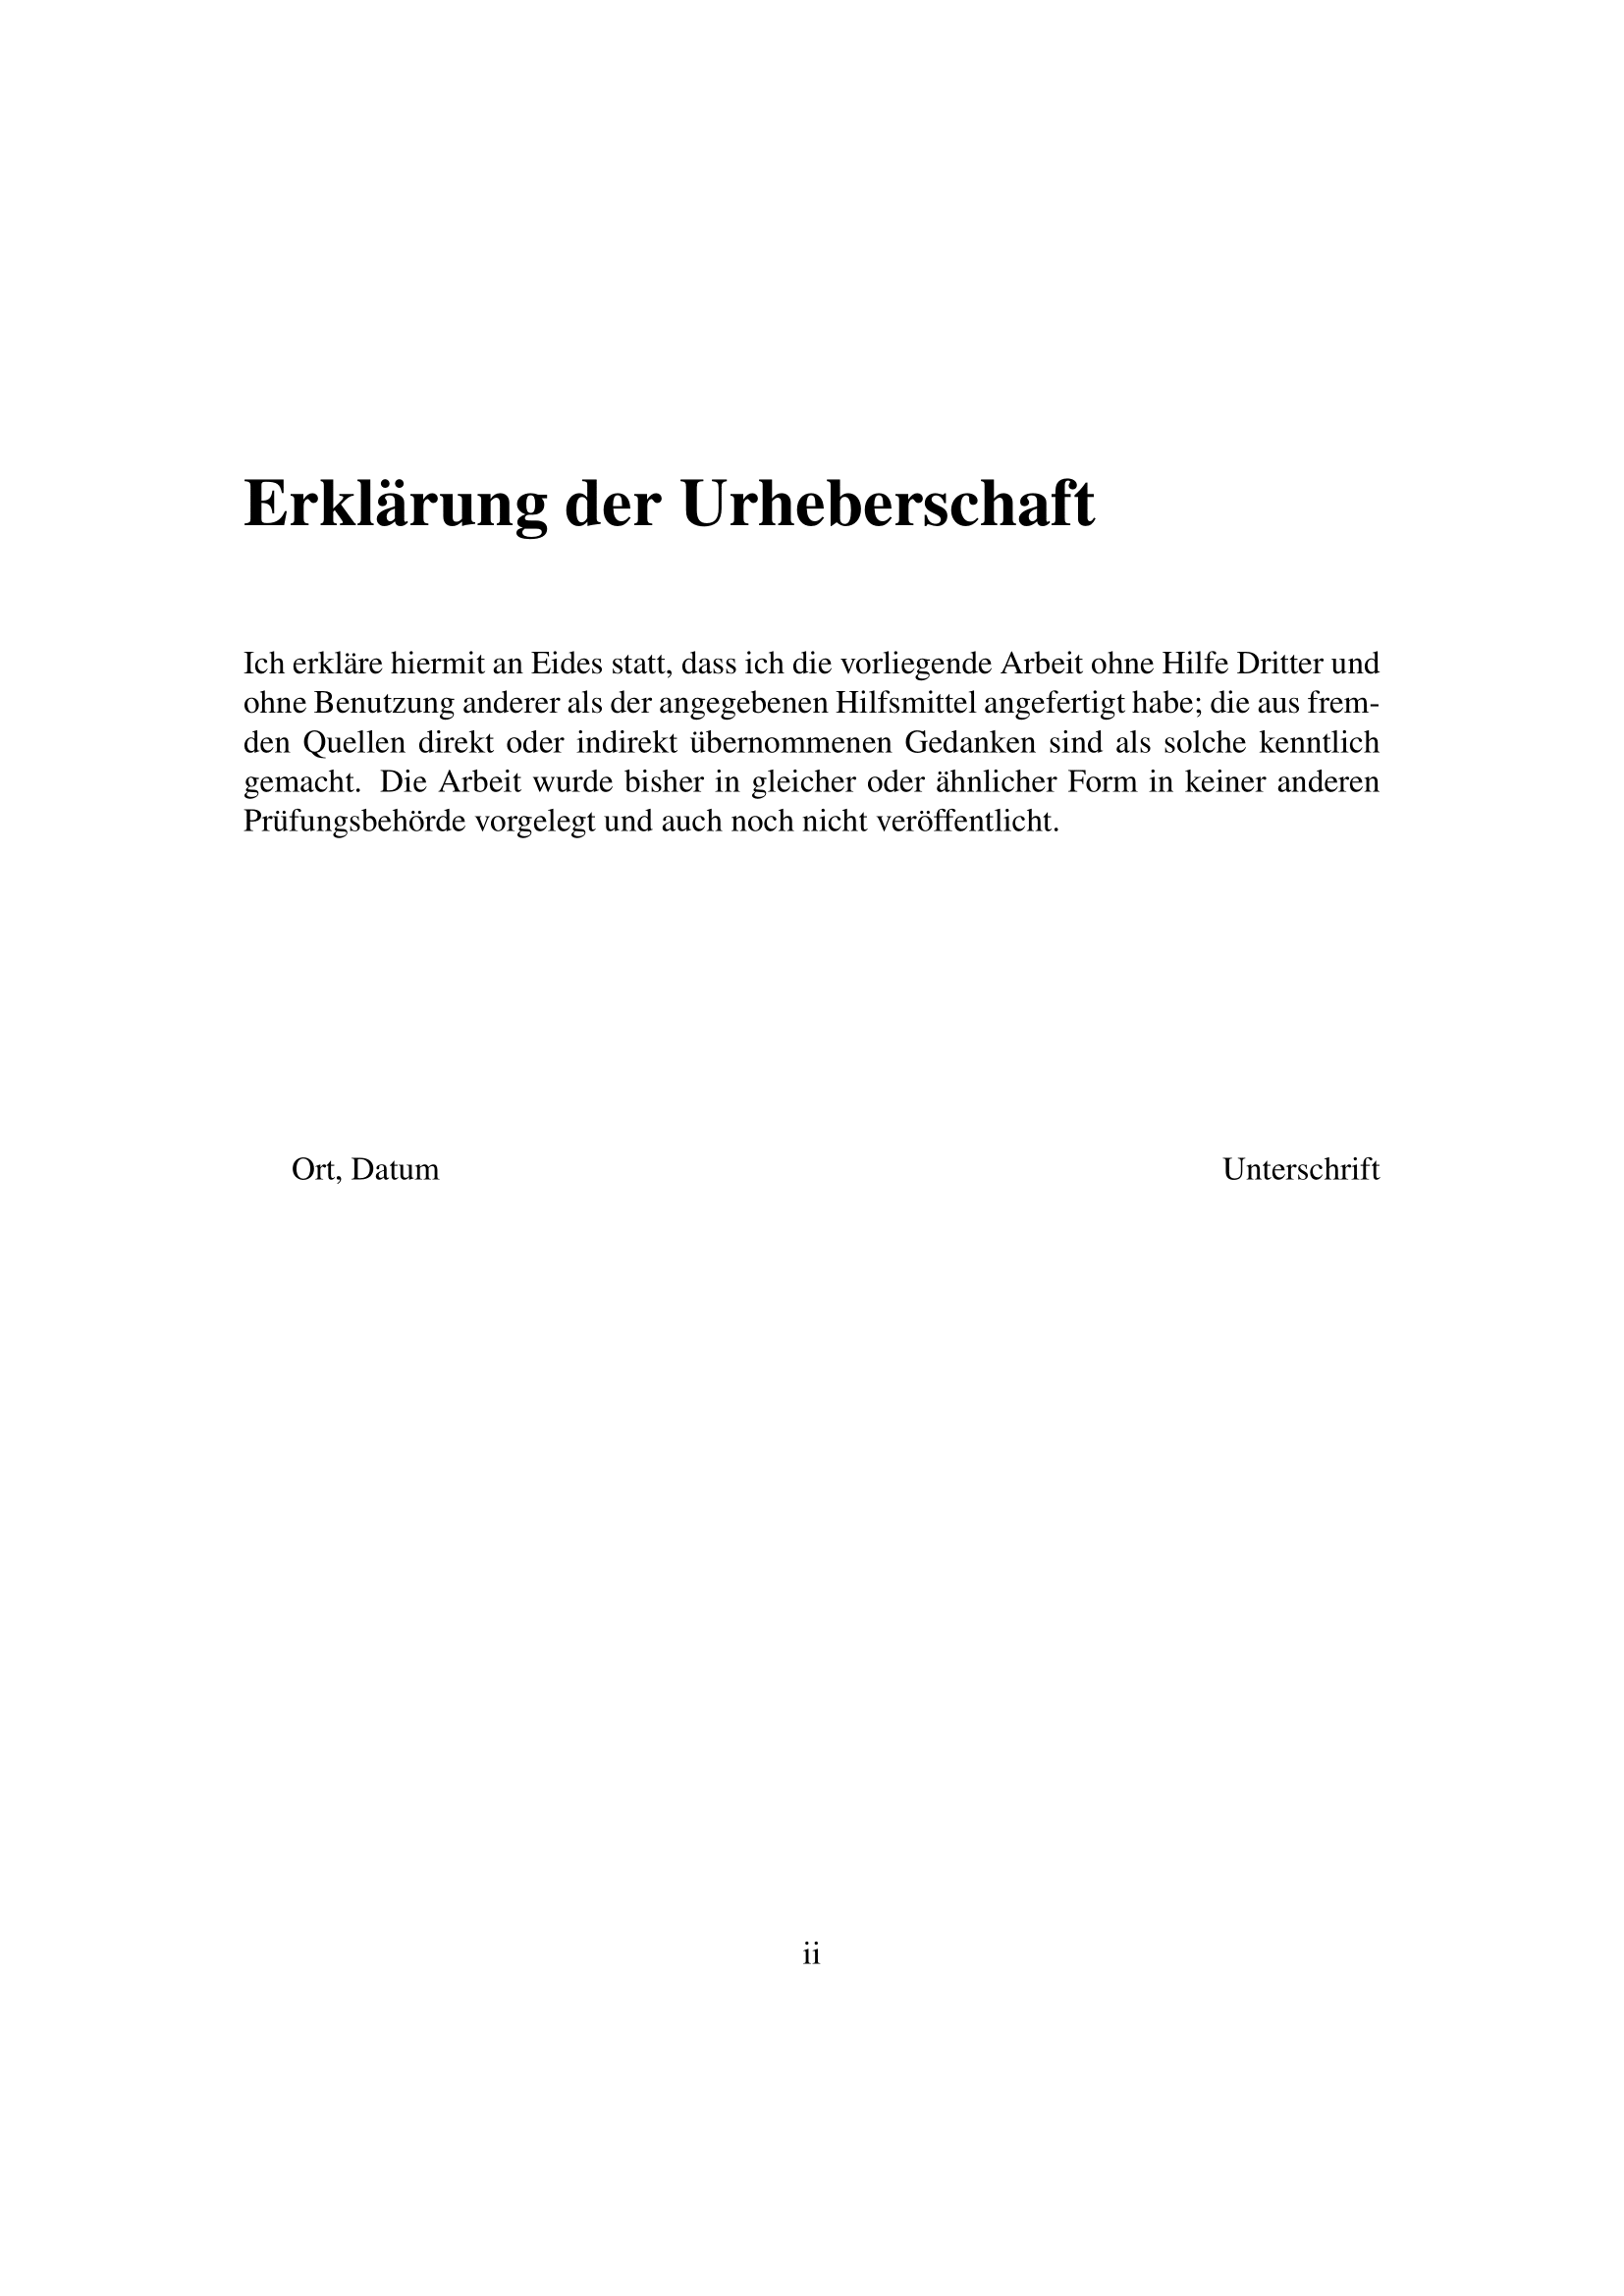 Erklärung der Urheberschaft
Ich erkläre hiermit an Eides statt, dass ich die vorliegende Arbeit ohne Hilfe Dritter und
ohne Benutzung anderer als der angegebenen Hilfsmittel angefertigt habe; die aus frem-
den Quellen direkt oder indirekt übernommenen Gedanken sind als solche kenntlich
gemacht. Die Arbeit wurde bisher in gleicher oder ähnlicher Form in keiner anderen
Prüfungsbehörde vorgelegt und auch noch nicht veröffentlicht.
Ort, Datum Unterschrift
ii